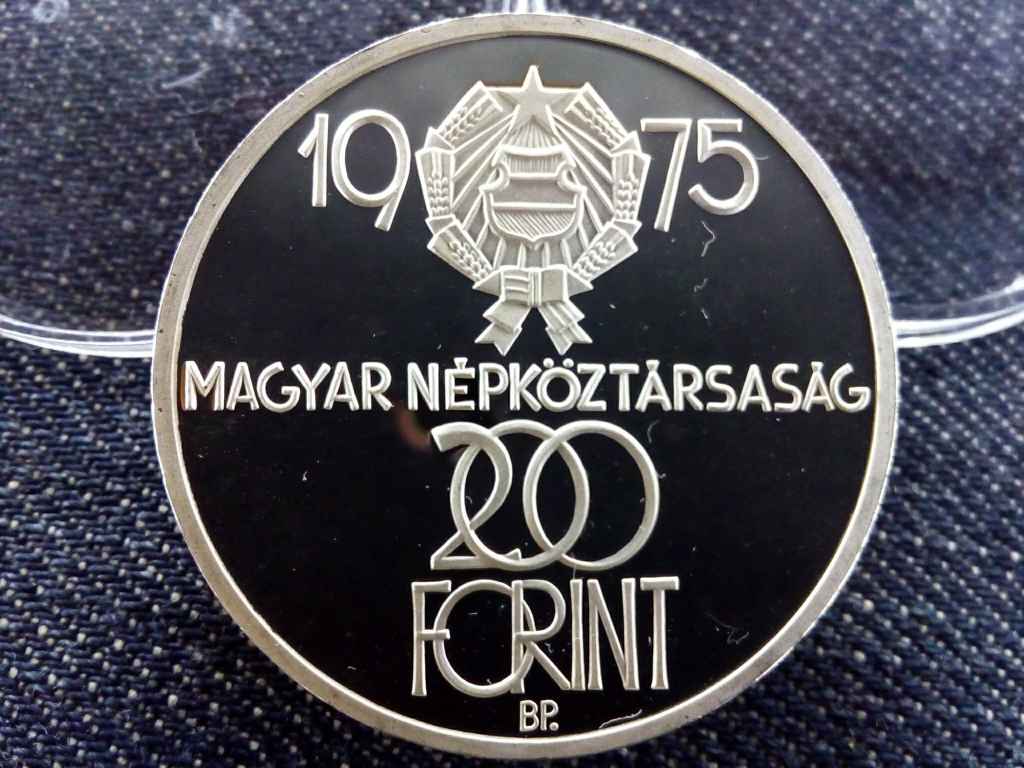 1975
MAGYAR NÉPKÖZTÁRSASÁG
200
FORINT
BP.